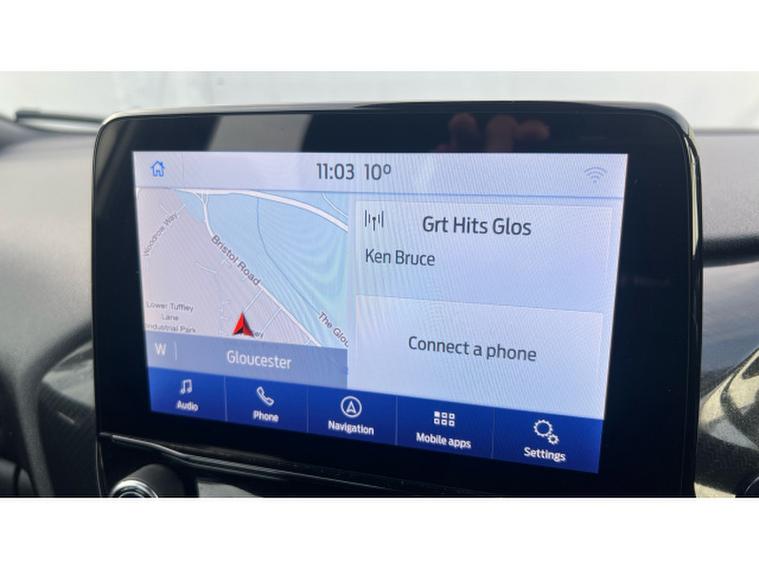 11:03 10°
Woodrow Way
Bristol Road
Lower Tuffley
Lane
Industrial Park
The Glou
W
Gloucester
Grt Hits Glos
Ken Bruce
Connect a phone
Audio
Phone
Navigation
Mobile apps
Settings